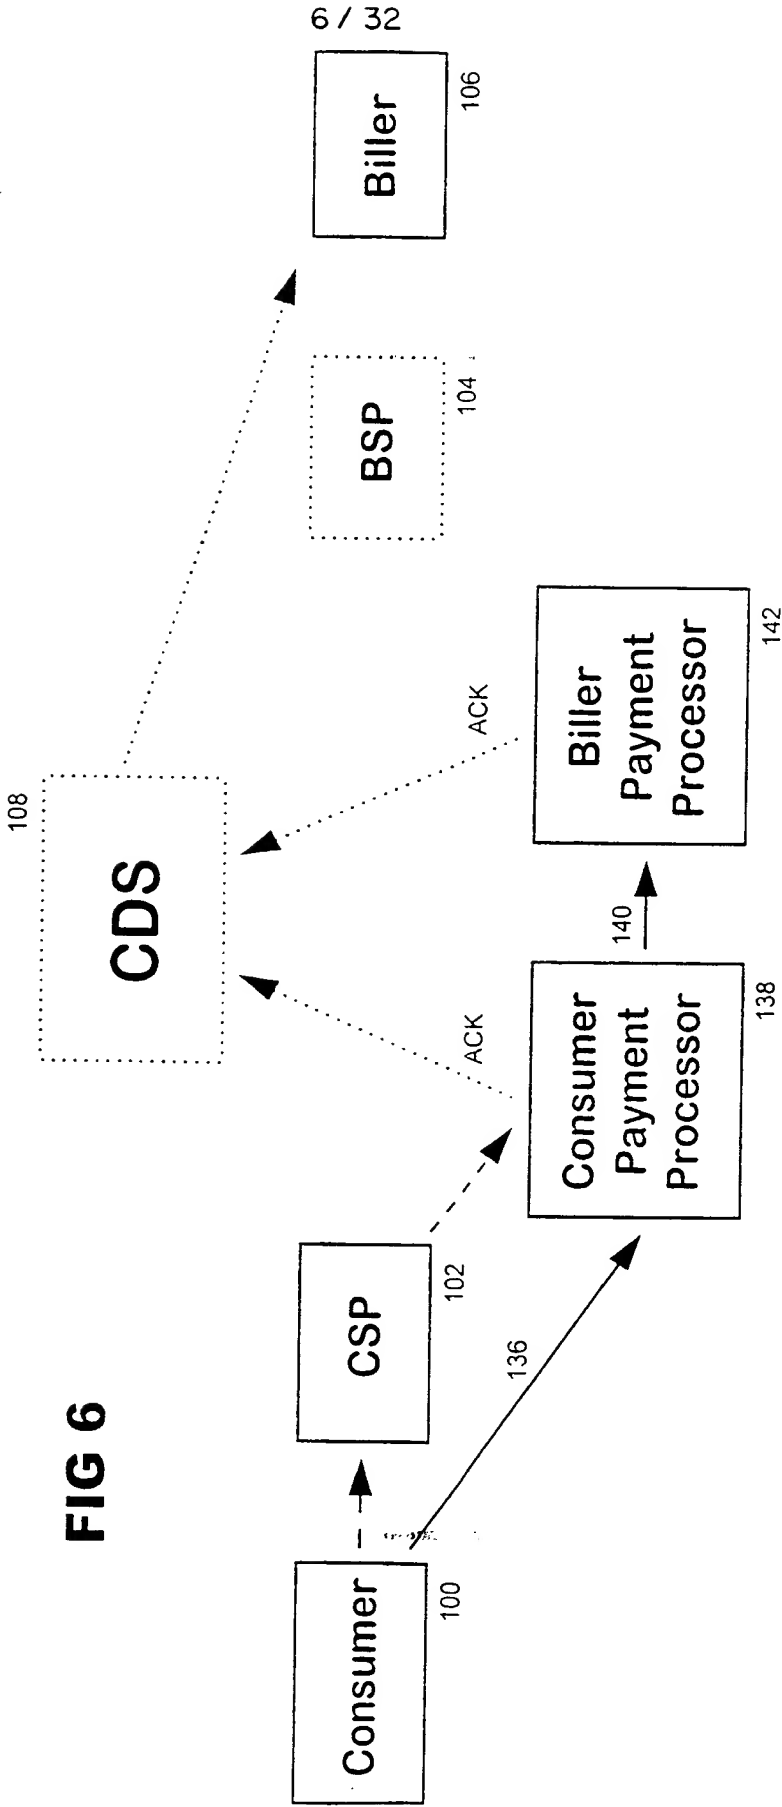 6 / 32
FIG 6
108
CDS
Consumer
100
CSP
102
136
ACK
ACK
Consumer
Payment
Processor
138
140
Biller
Payment
Processor
142
BSP
104
Biller
106